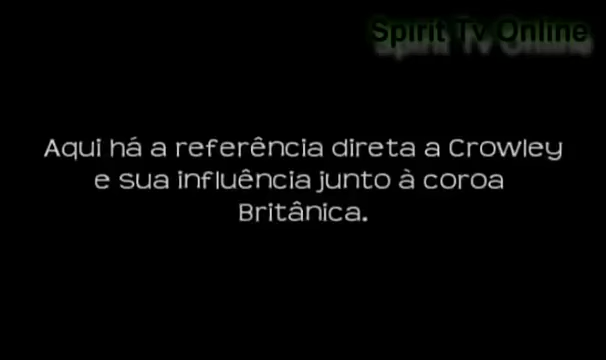 Spirit Tv Online
Aqui há a referência direta a Crowley
e sua influência junto à coroa
Britânica.